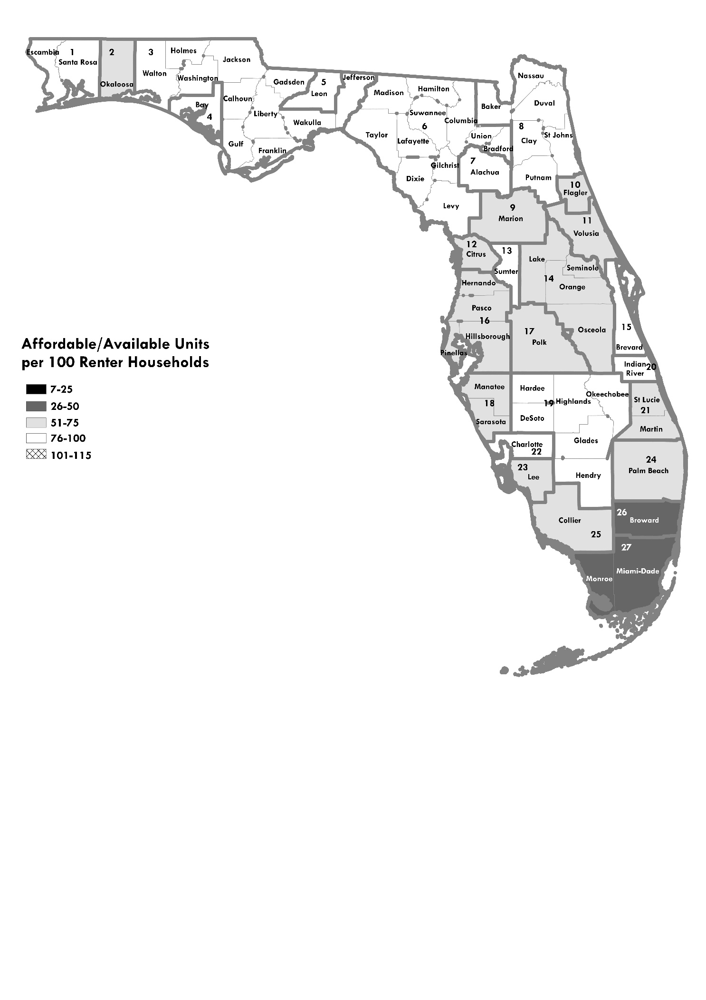 Nassau
Escambia
1
2
3
Holmes
Santa Rosa
Jackson
Walton
Washington
Okaloosa
Gadsden
5
Jefferson
Leon
Madison
Hamilton
Baker
Duval
Calhoun
Bay
4
Liberty
Wakulla
Suwannee
Columbia
6
8
Taylor
Lafayette
Union
Clay
St Johns
Gulf
Franklin
Bradford
Gilchrist
7
Alachua
Dixie
Putnam
10
Flagler
Levy
9
Marion
11
Volusia
12
Citrus
13
Sumter
Lake
Seminole
14
Orange
Hernando
Pasco
16
Hillsborough
Pinellas
17
Polk
Osceola
15
Brevard
Affordable/Available Units
per 100 Renter Households
7-25
26-50
51-75
76-100
101-115
Indian
River
20
Manatee
Hardee
Okeechobee
18
19
Highlands
St Lucie
21
Sarasota
DeSoto
Martin
Charlotte
22
Glades
23
Lee
Hendry
24
Palm Beach
Collier
25
26
Broward
27
Miami-Dade
Monroe